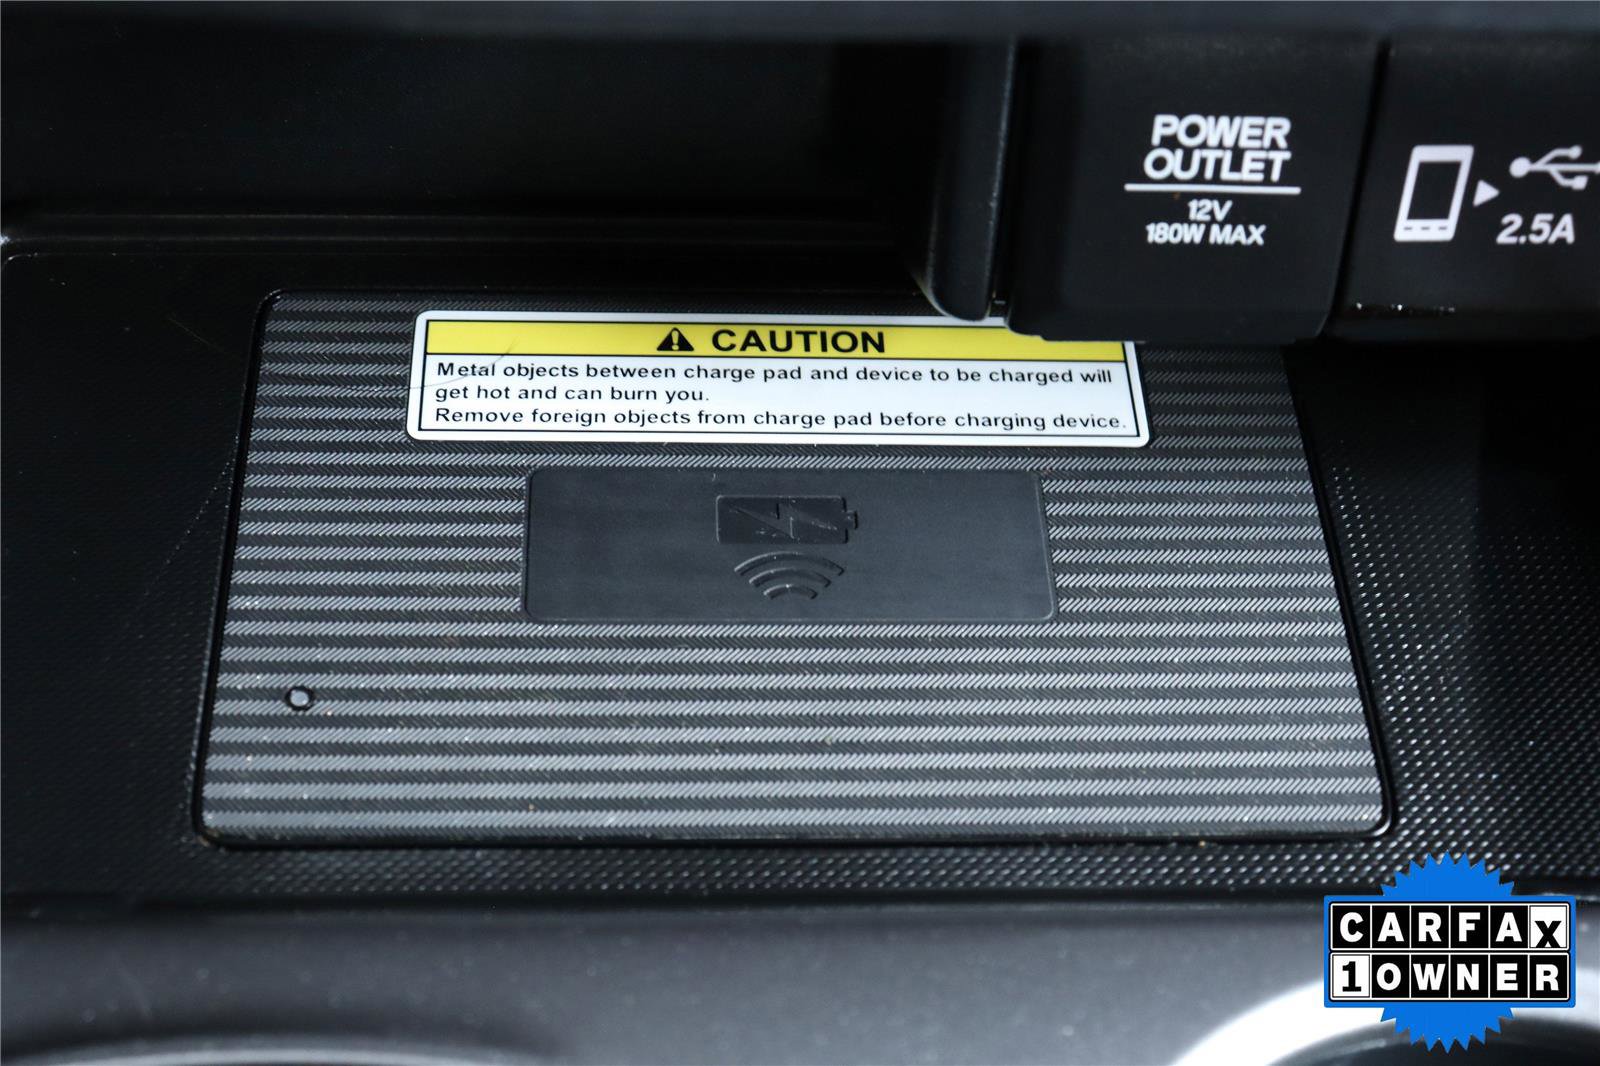 POWER
OUTLET
12V
180W MAX
2.5A
CAUTION
Metal objects between charge pad and device to be charged will
get hot and can burn you.
Remove foreign objects from charge pad before charging device.
CARFAX
1OWNER